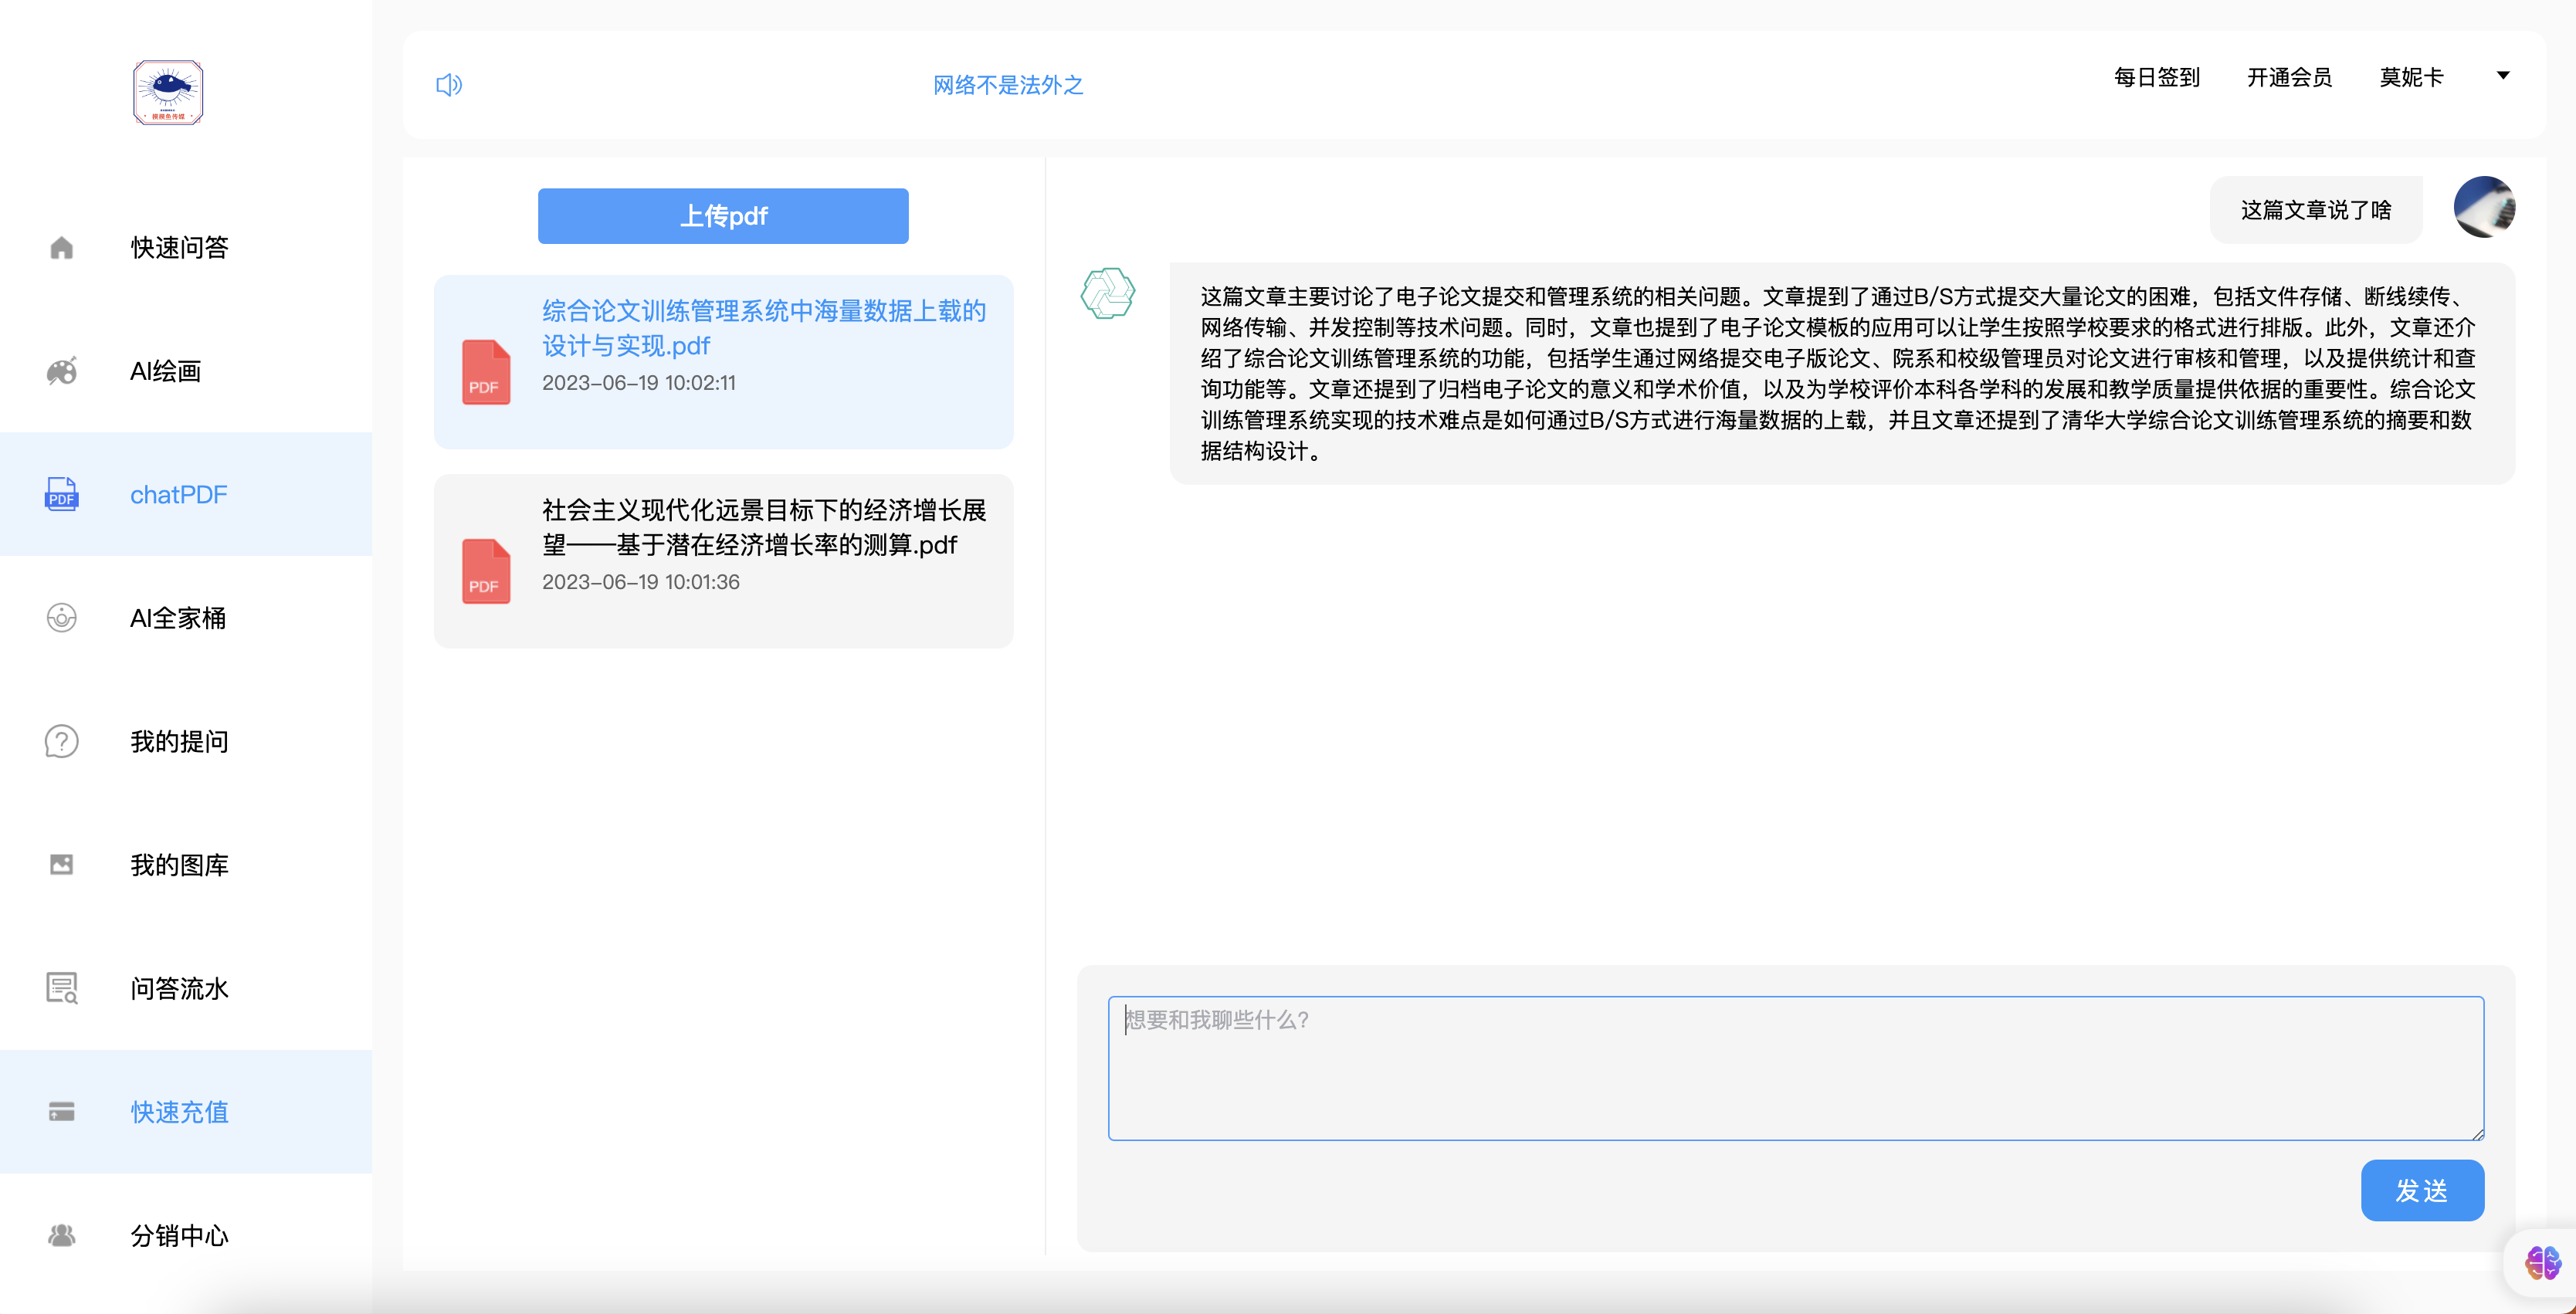 模颜鱼传媒
快速问答
AI绘画
PDF
chatPDF
AI全家桶
我的提问
我的图库
问答流水
快速充值
分销中心
网络不是法外之
每日签到
开通会员
莫妮卡
上传pdf
综合论文训练管理系统中海量数据上载的
设计与实现.pdf
PDF
2023-06-19 10:02:11
社会主义现代化远景目标下的经济增长展
望——基于潜在经济增长率的测算.pdf
PDF
2023-06-19 10:01:36
这篇文章说了啥
这篇文章主要讨论了电子论文提交和管理系统的相关问题。文章提到了通过B/S方式提交大量论文的困难，包括文件存储、断线续传、
网络传输、并发控制等技术问题。同时，文章也提到了电子论文模板的应用可以让学生按照学校要求的格式进行排版。此外，文章还介
绍了综合论文训练管理系统的功能，包括学生通过网络提交电子版论文、院系和校级管理员对论文进行审核和管理，以及提供统计和查
询功能等。文章还提到了归档电子论文的意义和学术价值，以及为学校评价本科各学科的发展和教学质量提供依据的重要性。综合论文
训练管理系统实现的技术难点是如何通过B/S方式进行海量数据的上载，并且文章还提到了清华大学综合论文训练管理系统的摘要和数
据结构设计。
想要和我聊些什么?
发送